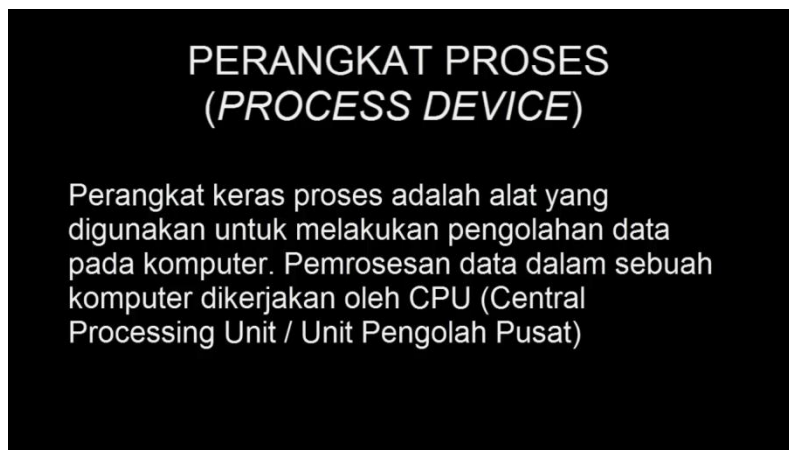 PERANGKAT PROSES
(PROCESS DEVICE)
Perangkat keras proses adalah alat yang
digunakan untuk melakukan pengolahan data
pada komputer. Pemrosesan data dalam sebuah
komputer dikerjakan oleh CPU (Central
Processing Unit / Unit Pengolah Pusat)